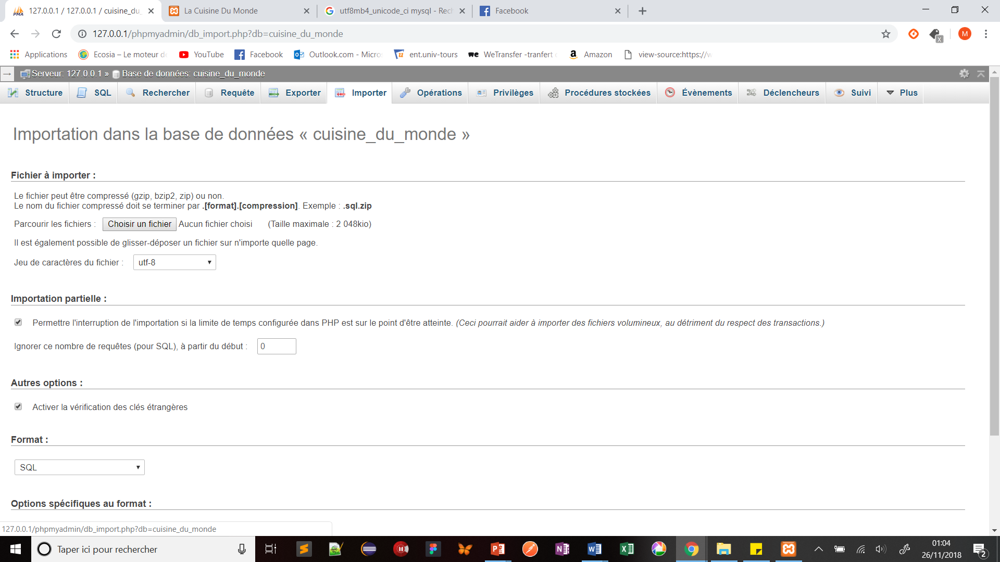 127.0.0.1 / 127.0.0.1 / cuisine_du_
La Cuisine Du Monde
utf8mb4_unicode_ci mysql - Rech
Facebook
127.0.0.1/phpmyadmin/db_import.php?db=cuisine_du_monde
M
X
Applications
Ecosia – Le moteur de
YouTube
Facebook
Outlook.com - Micros
ent.univ-tours
WeTransfer -tranfert
Amazon
view-source:https://w
Serveur: 127.0.0.1 » Base de données: cuisine_du_monde
Structure
SQL
Rechercher
Requête
Exporter
Importer
Opérations
Privilèges
Procédures stockées
Évènements
Déclencheurs
Suivi
Plus
Importation dans la base de données « cuisine_du_monde »
Fichier à importer :
Le fichier peut être compressé (gzip, bzip2, zip) ou non.
Le nom du fichier compressé doit se terminer par .[format].[compression]. Exemple : .sql.zip
Parcourir les fichiers : Choisir un fichier Aucun fichier choisi (Taille maximale : 2 048kio)
Il est également possible de glisser-déposer un fichier sur n'importe quelle page.
Jeu de caractères du fichier : utf-8
Importation partielle :
Permettre l'interruption de l'importation si la limite de temps configurée dans PHP est sur le point d'être atteinte. (Ceci pourrait aider à importer des fichiers volumineux, au détriment du respect des transactions.)
Ignorer ce nombre de requêtes (pour SQL), à partir du début : 0
Autres options :
Activer la vérification des clés étrangères
Format :
SQL
Options spécifiques au format :
127.0.0.1/phpmyadmin/db_import.php?db=cuisine_du_monde
Taper ici pour rechercher
01:04
26/11/2018
2